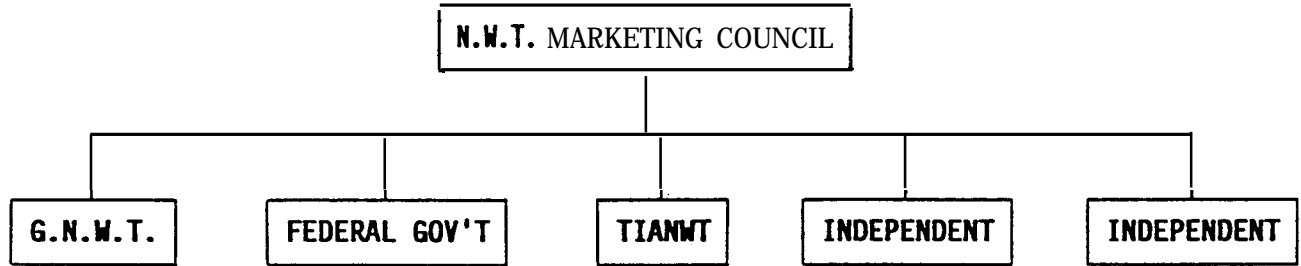 N.W.T. MARKETING COUNCIL
G.N.W.T. FEDERAL GOV'T TIANWT INDEPENDENT INDEPENDENT